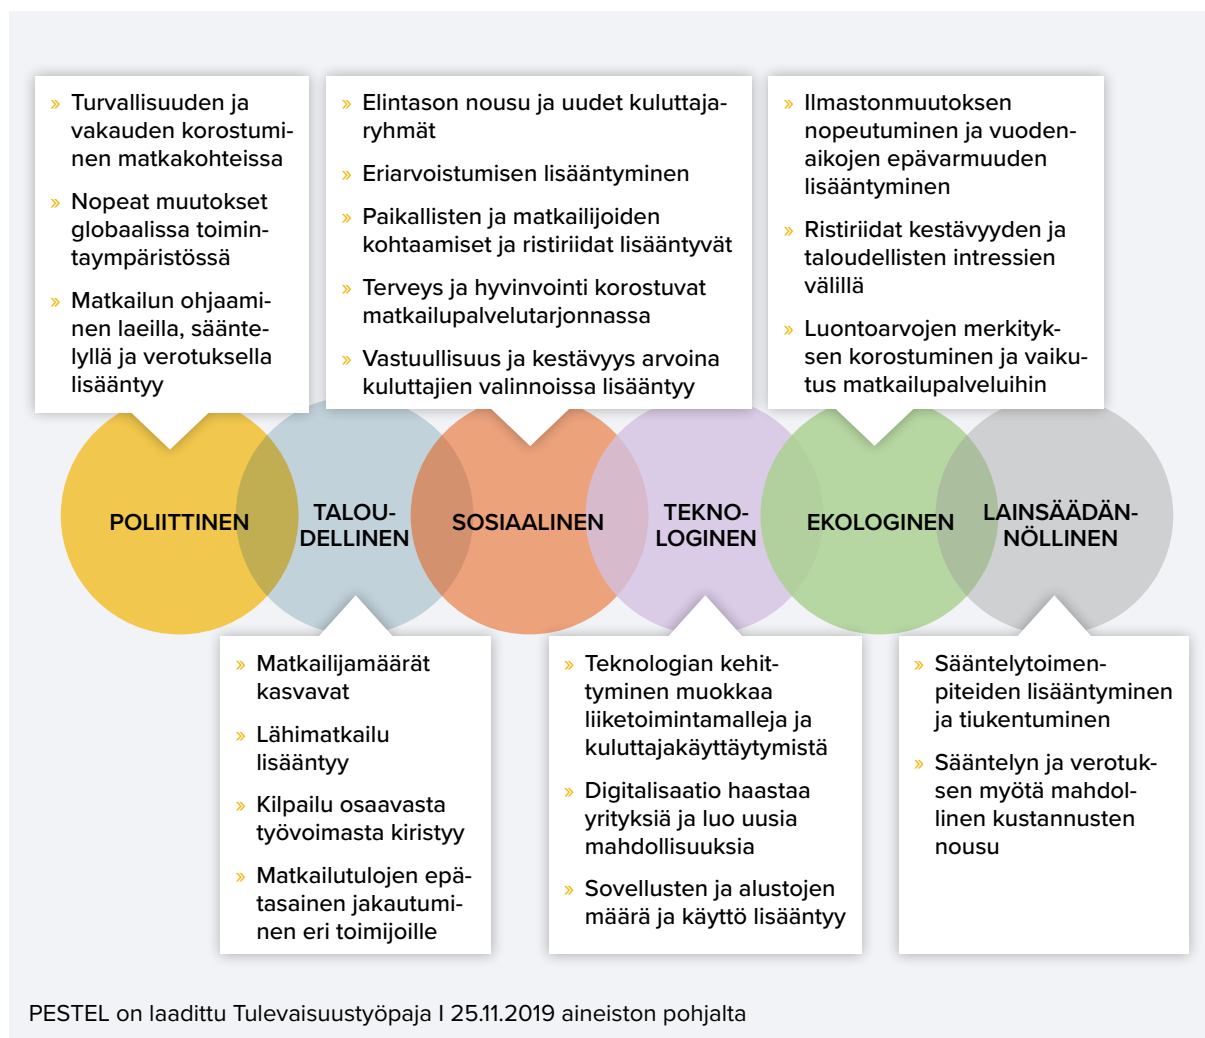 » Turvallisuuden ja
vakauden korostumi-
nen matkakohteissa
» Nopeat muutokset
globaalissa toimin-
taympäristössä
» Matkailun ohjaami-
nen laeilla, säänte-
lyllä ja verotuksella
lisääntyy
» Elintason nousu ja uudet kuluttaja-
ryhmät
» Eriarvoistumisen lisääntyminen
» Paikallisten ja matkailijoiden
kohtaamiset ja ristiriidat lisääntyvät
» Terveys ja hyvinvointi korostuvat
matkailupalvelutarjonnassa
» Vastuullisuus ja kestävyys arvoina
kuluttajien valinnoissa lisääntyy
» Ilmastonmuutoksen
nopeutuminen ja vuoden-
aikojen epävarmuuden
lisääntyminen
» Ristiriidat kestävyyden ja
taloudellisten intressien
välillä
» Luontoarvojen merkityk-
sen korostuminen ja vaiku-
tus matkailupalveluihin
POLIITTINEN
TALOU-
DELLINEN
SOSIAALINEN
TEKNO-
LOGINEN
EKOLOGINEN
LAINSÄÄDÄN-
NÖLLINEN
» Matkailijamäärät
kasvavat
» Lähimatkailu
lisääntyy
» Kilpailu osaavasta
työvoimasta kiristyy
» Matkailutulojen epä-
tasainen jakautumi-
nen eri toimijoille
» Teknologian kehit-
tyminen muokkaa
liiketoimintamalleja ja
kuluttajakäyttäytymistä
» Digitalisaatio haastaa
yrityksiä ja luo uusia
mahdollisuuksia
» Sovellusten ja alustojen
määrä ja käyttö lisääntyy
» Sääntelytoimen-
piteiden lisääntyminen
ja tiukentuminen
» Sääntelyn ja verotuk-
sen myötä mahdol-
linen kustannusten
nousu
PESTEL on laadittu Tulevaisuustyöpaja I 25.11.2019 aineiston pohjalta